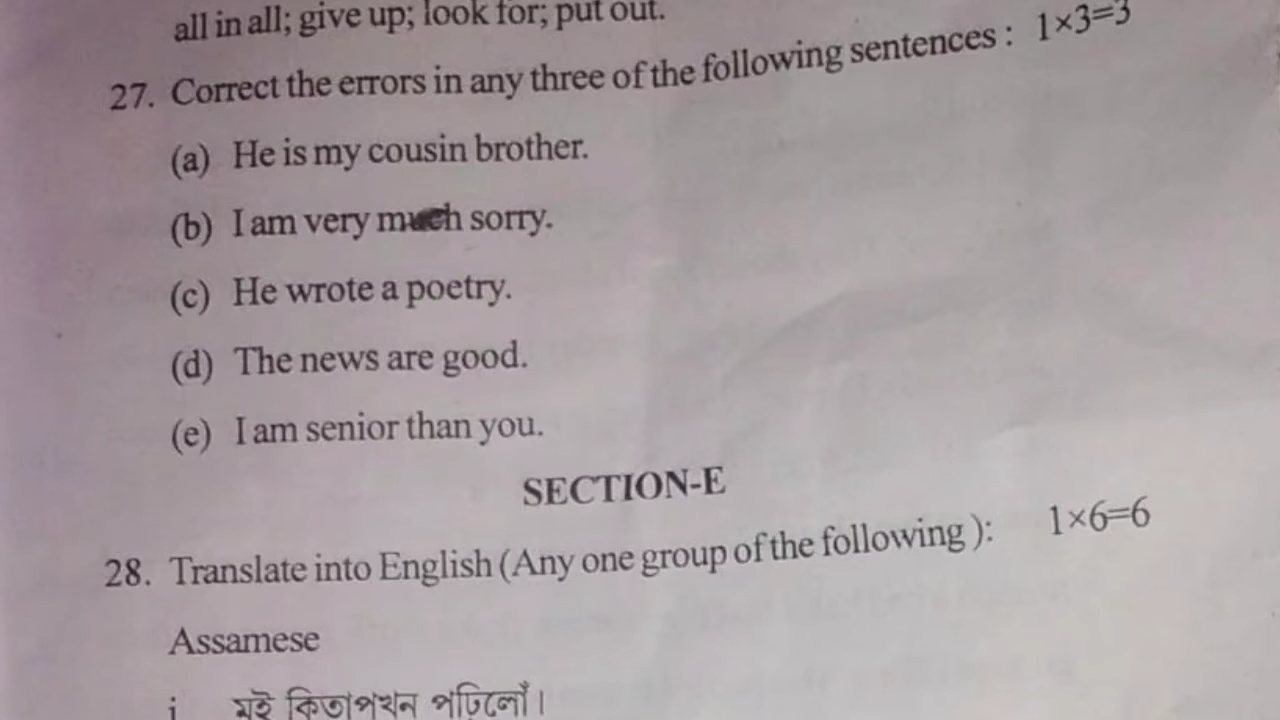 all in all; give up; look for; put out.
27. Correct the errors in any three of the following sentences : 1×3=3
(a) He is my cousin brother.
(b) I am very much sorry.
(c) He wrote a poetry.
(d) The news are good.
(e) I am senior than you.
SECTION-E
28. Translate into English (Any one group of the following ): 1×6=6
Assamese
i মই কিতাপখন পঢ়িলোঁ।